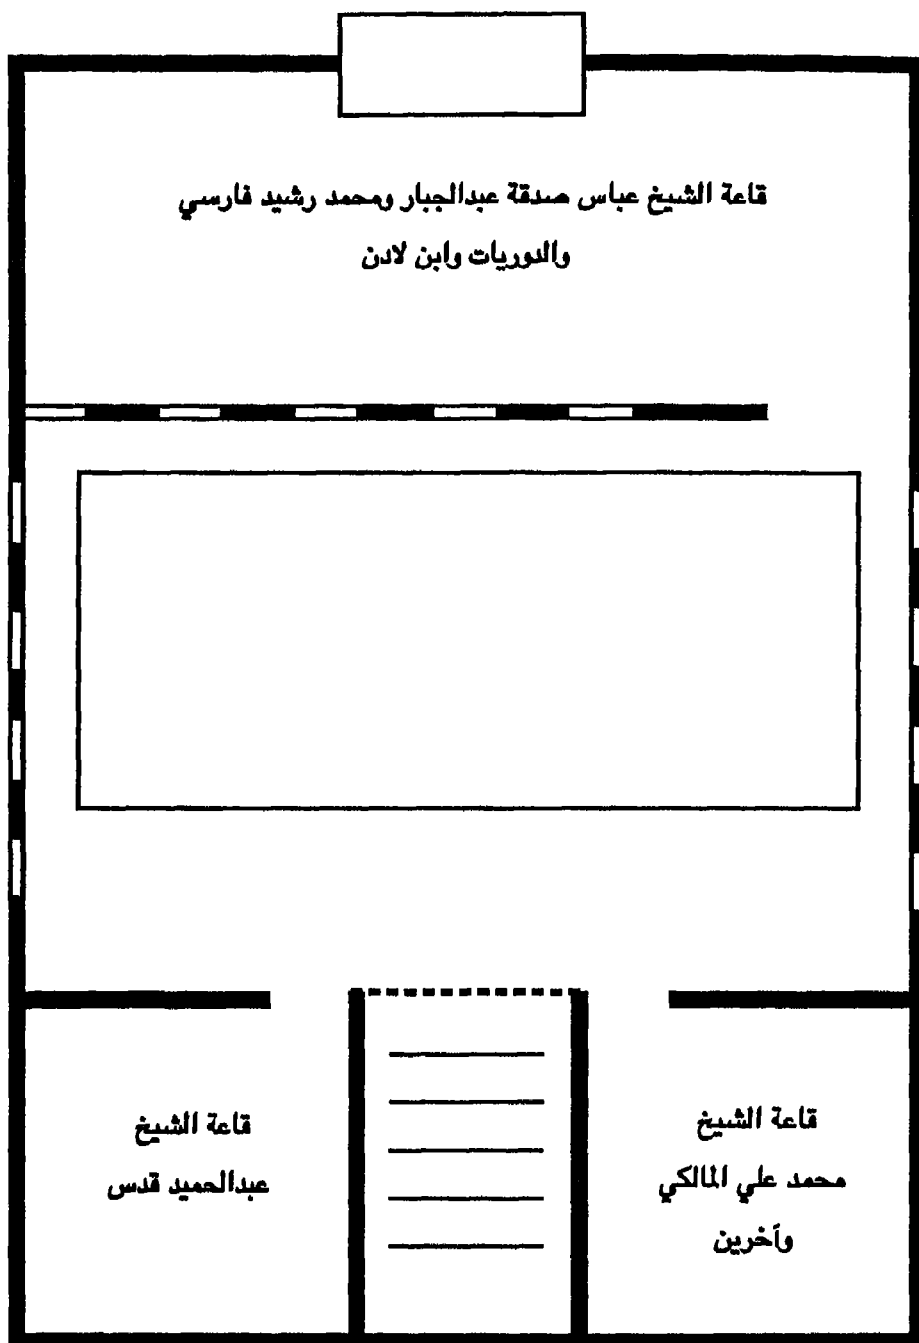 قاعة الشيخ عباس صدقة عبدالجبار ومحمد رشيد فارسي
والدوريات وابن لادن
قاعة الشيخ
محمد علي المالكي
وآخرين
قاعة الشيخ
عبدالحميد قدس